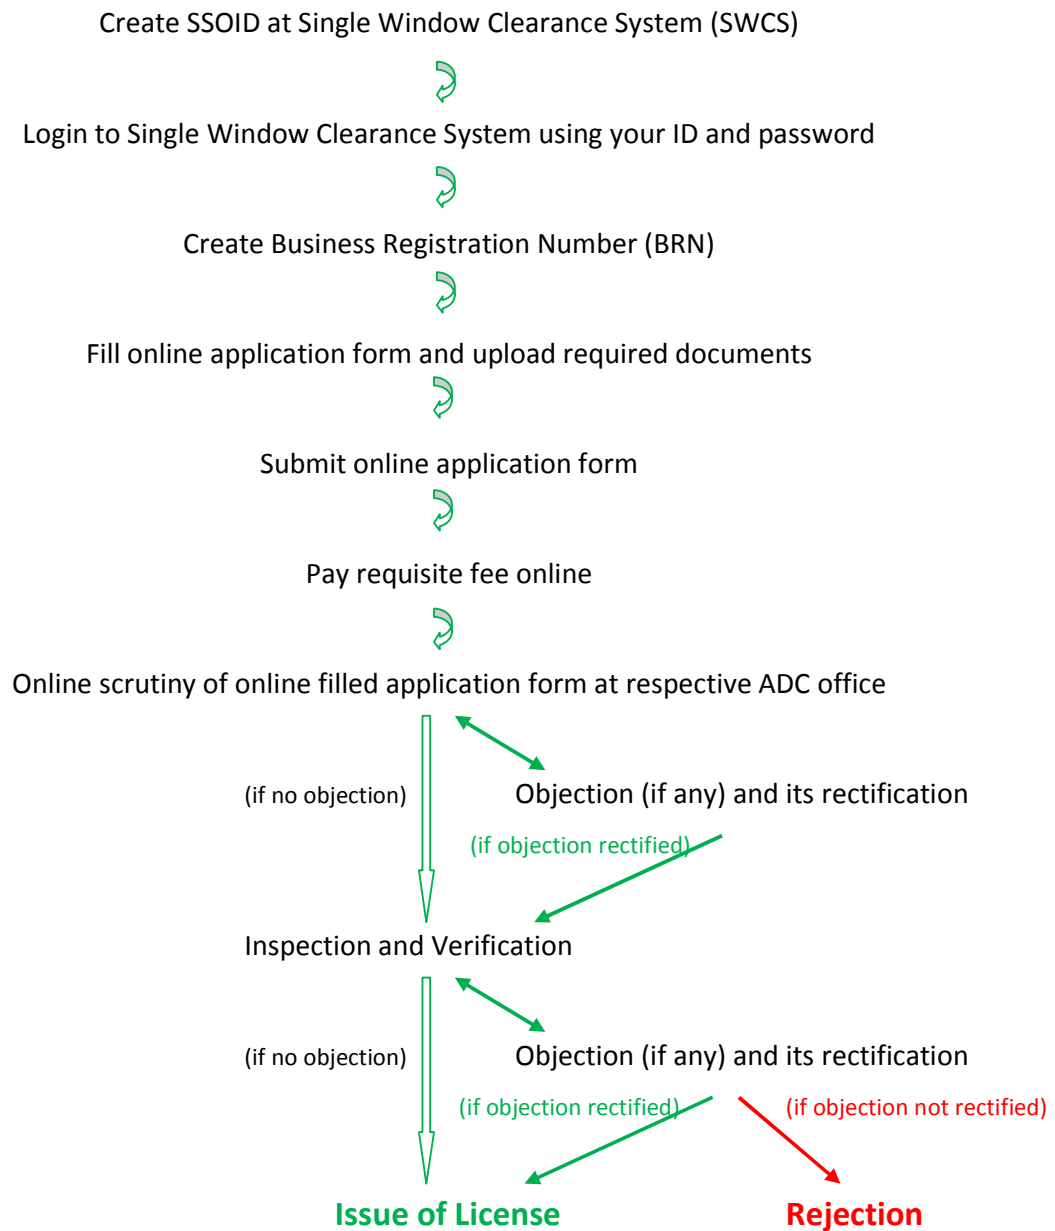 Create SSOID at Single Window Clearance System (SWCS)
Login to Single Window Clearance System using your ID and password
Create Business Registration Number (BRN)
Fill online application form and upload required documents
Submit online application form
Pay requisite fee online
Online scrutiny of online filled application form at respective ADC office
(if no objection)
Objection (if any) and its rectification
(if objection rectified)
Inspection and Verification
(if no objection)
Objection (if any) and its rectification
(if objection rectified)
(if objection not rectified)
Issue of License
Rejection